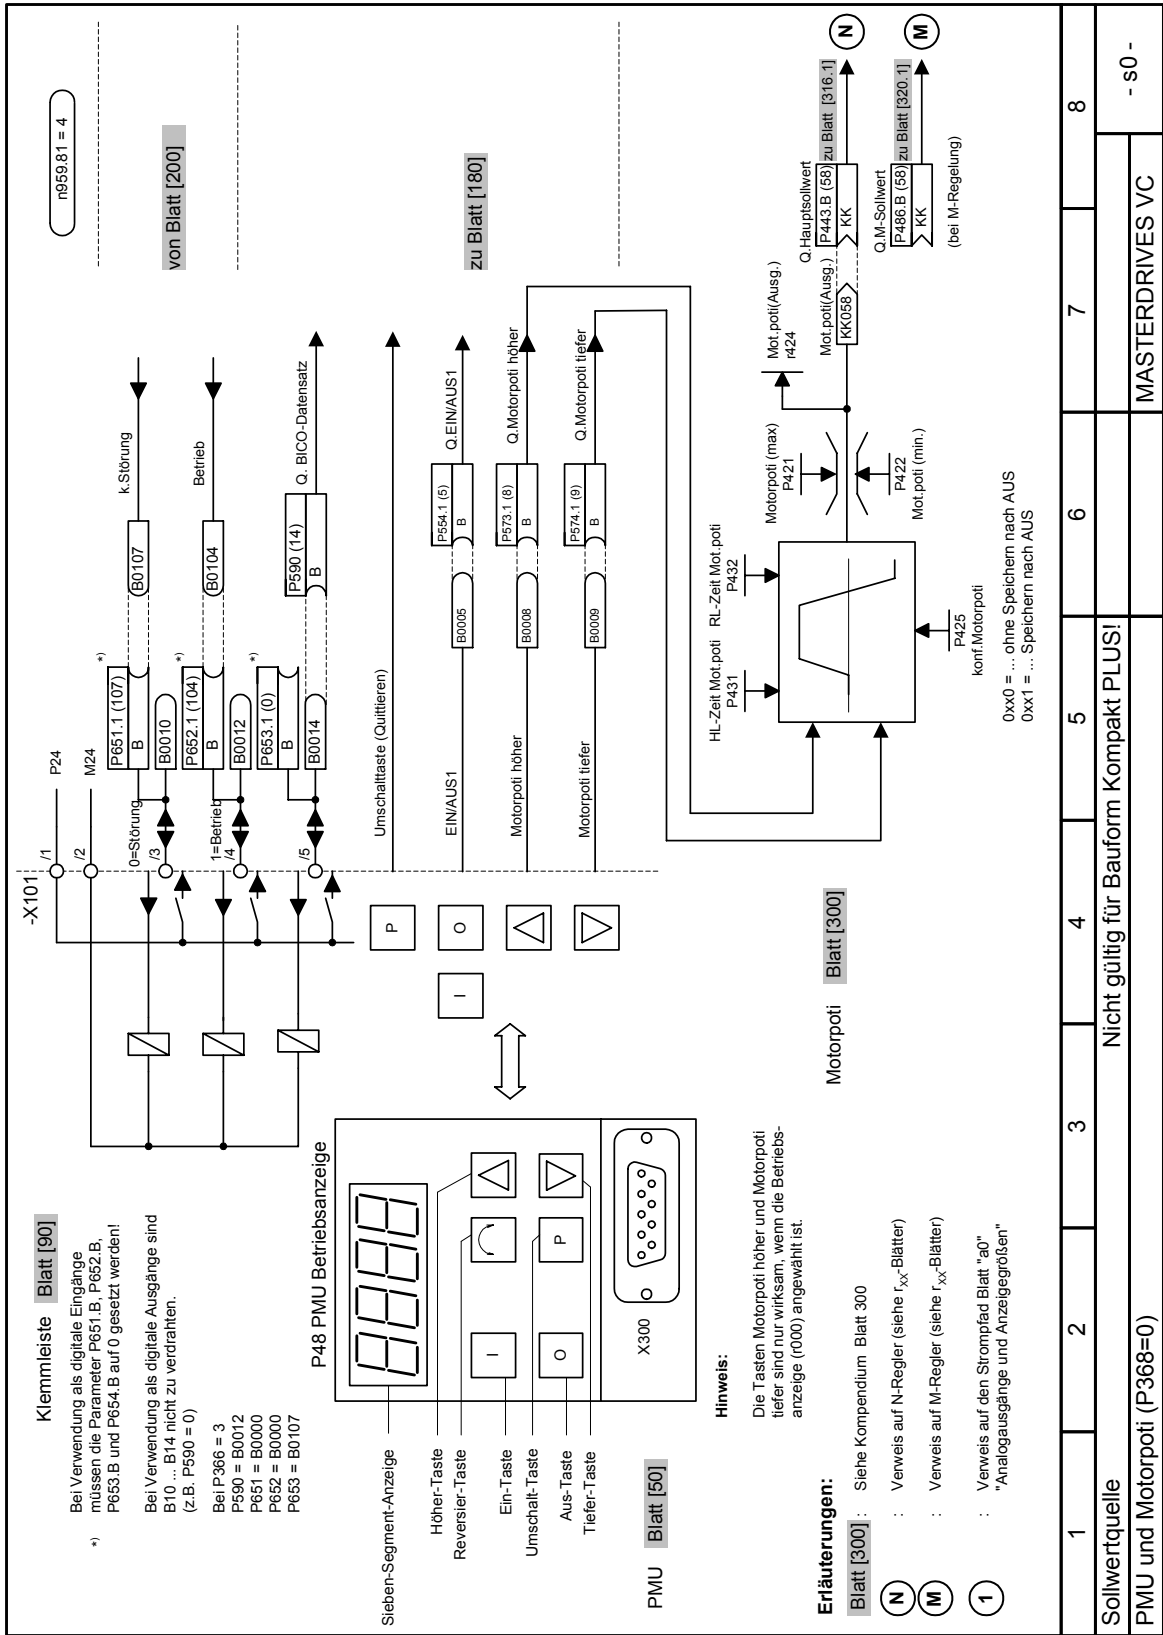 n959.81 = 4
Klemmleiste Blatt [90]
*) Bei Verwendung als digitale Eingänge
müssen die Parameter P651.B, P652.B,
P653.B und P654.B auf 0 gesetzt werden!
Bei Verwendung als digitale Ausgänge sind
B10 ... B14 nicht zu verdrahten.
(z.B. P590 = 0)
Bei P366 = 3
P590 = B0012
P651 = B0000
P652 = B0000
P653 = B0107
-X101
/1
P24
/2
M24
0=Störung
/3
P651.1 (107)
*)
B
B0010
B0107
k.Störung
1=Betrieb
/4
P652.1 (104)
*)
B
B0012
B0104
Betrieb
von Blatt [200]
/5
P653.1 (0)
*)
B
B0014
P590 (14)
B
Q. BICO-Datensatz
P48 PMU Betriebsanzeige
Sieben-Segment-Anzeige
Höher-Taste
Reversier-Taste
Ein-Taste
Umschalt-Taste
Aus-Taste
Tiefer-Taste
I
O
P
X300
PMU Blatt [50]
P
I
O
Umschalttaste (Quittieren)
EIN/AUS1
B0005
P554.1 (5)
B
Q.EIN/AUS1
Motorpoti höher
B0008
P573.1 (8)
B
Q.Motorpoti höher
Motorpoti tiefer
B0009
P574.1 (9)
B
Q.Motorpoti tiefer
zu Blatt [180]
Hinweis:
Die Tasten Motorpoti höher und Motorpoti
tiefer sind nur wirksam, wenn die Betriebs-
anzeige (r000) angewählt ist.
Motorpoti Blatt [300]
HL-Zeit Mot.poti
P431
RL-Zeit Mot.poti
P432
P425
konf.Motorpoti
0xx0 = ... ohne Speichern nach AUS
0xx1 = ... Speichern nach AUS
Motorpoti (max)
P421
P422
Mot.poti (min.)
Mot.poti(Ausg.)
r424
Mot.poti(Ausg.)
KK058
Q.Hauptsollwert
P443.B (58)
KK
zu Blatt [316.1]
N
Q.M-Sollwert
P486.B (58)
KK
zu Blatt [320.1]
M
(bei M-Regelung)
Erläuterungen:
Blatt [300] : Siehe Kompendium Blatt 300
N : Verweis auf N-Regler (siehe rXX-Blätter)
M : Verweis auf M-Regler (siehe rXX-Blätter)
1 : Verweis auf den Strompfad Blatt "a0"
"Analogausgänge und Anzeigegrößen"
1 2 3 4 5 6 7 8
Sollwertquelle
Nicht gültig für Bauform Kompakt PLUS!
- s0 -
PMU und Motorpoti (P368=0)
MASTERDRIVES VC